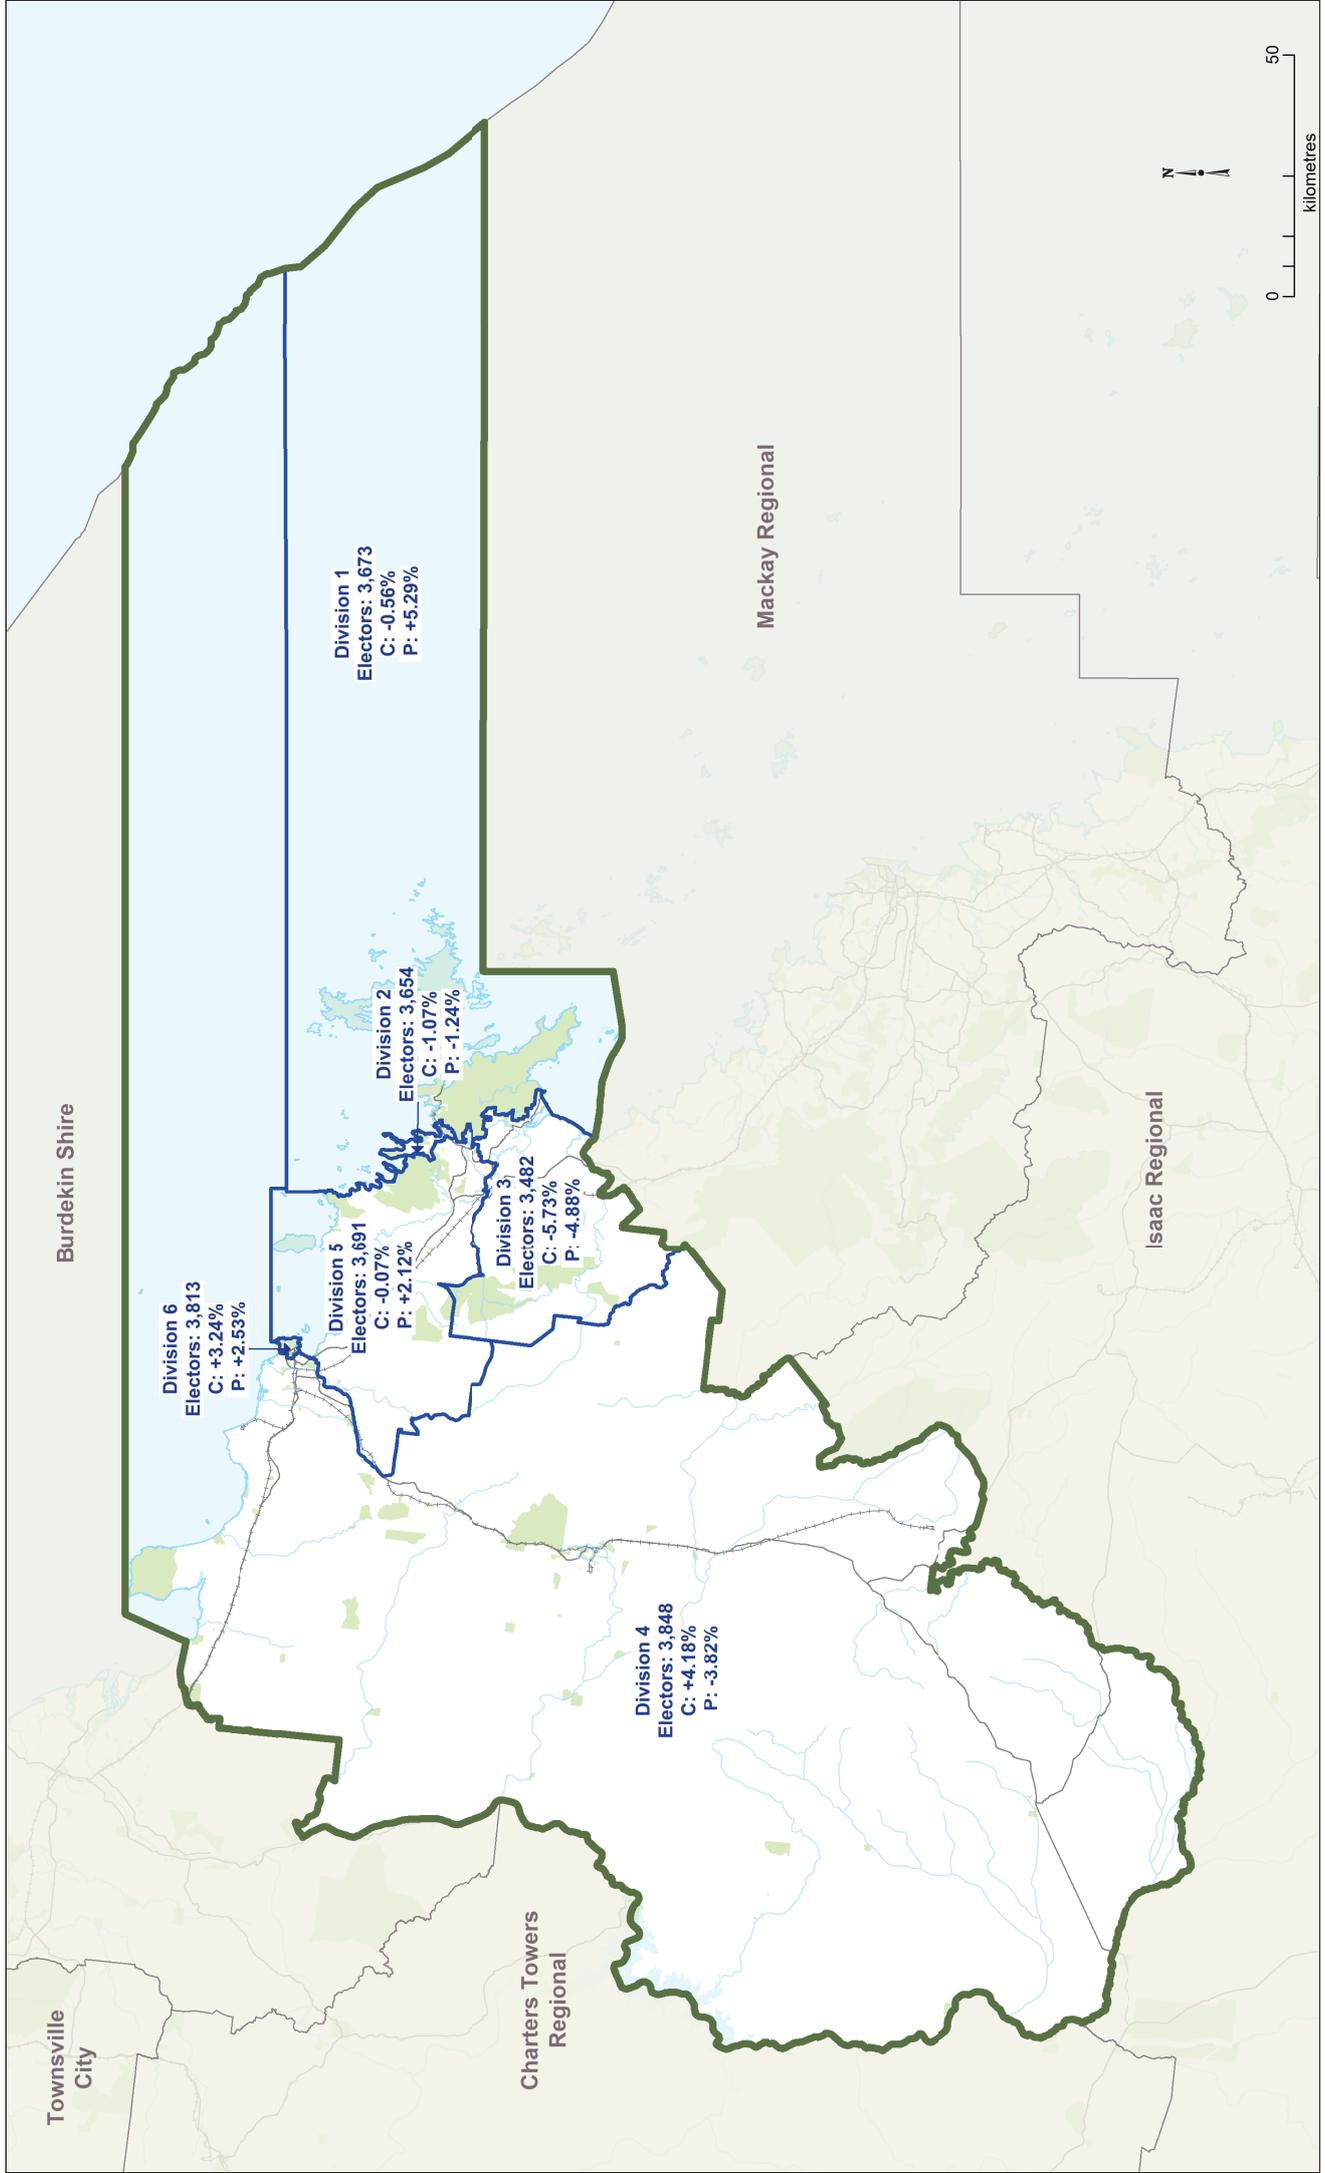 Townsville
City
Burdekin Shire
Charters Towers
Regional
Division 6
Electors: 3,813
C: +3.24%
P: +2.53%
Division 5
Electors: 3,691
C: -0.07%
P: +2.12%
Division 2
Electors: 3,654
C: -1.07%
P: -1.24%
Division 1
Electors: 3,673
C: -0.56%
P: +5.29%
Division 3
Electors: 3,482
C: -5.73%
P: -4.88%
Division 4
Electors: 3,848
C: +4.18%
P: -3.82%
Mackay Regional
Isaac Regional
N
0
50
kilometres